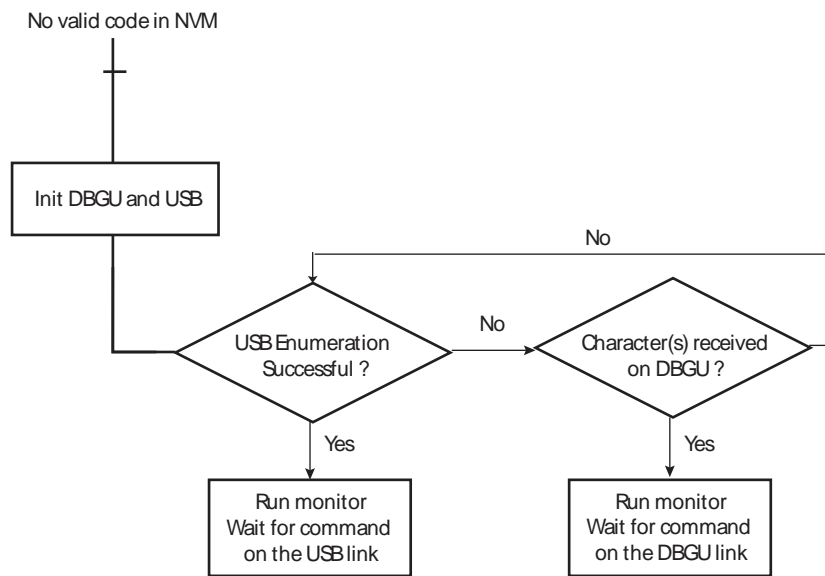 No valid code in NVM
Init DBGU and USB
No
USB Enumeration
Successful ?
No
Character(s) received
on DBGU ?
Yes
Yes
Run monitor
Wait for command
on the USB link
Run monitor
Wait for command
on the DBGU link